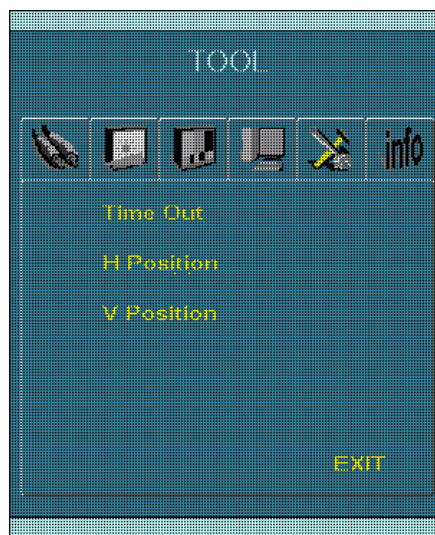 TOOL
info
Time Out
H Position
V Position
EXIT